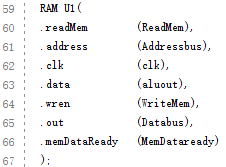 59 RAM U1(
60 .readMem (ReadMem),
61 .address (Addressbus),
62 .clk (clk),
63 .data (aluout),
64 .wren (WriteMem),
65 .out (Databus),
66 .memDataReady (MemDataready)
67 );